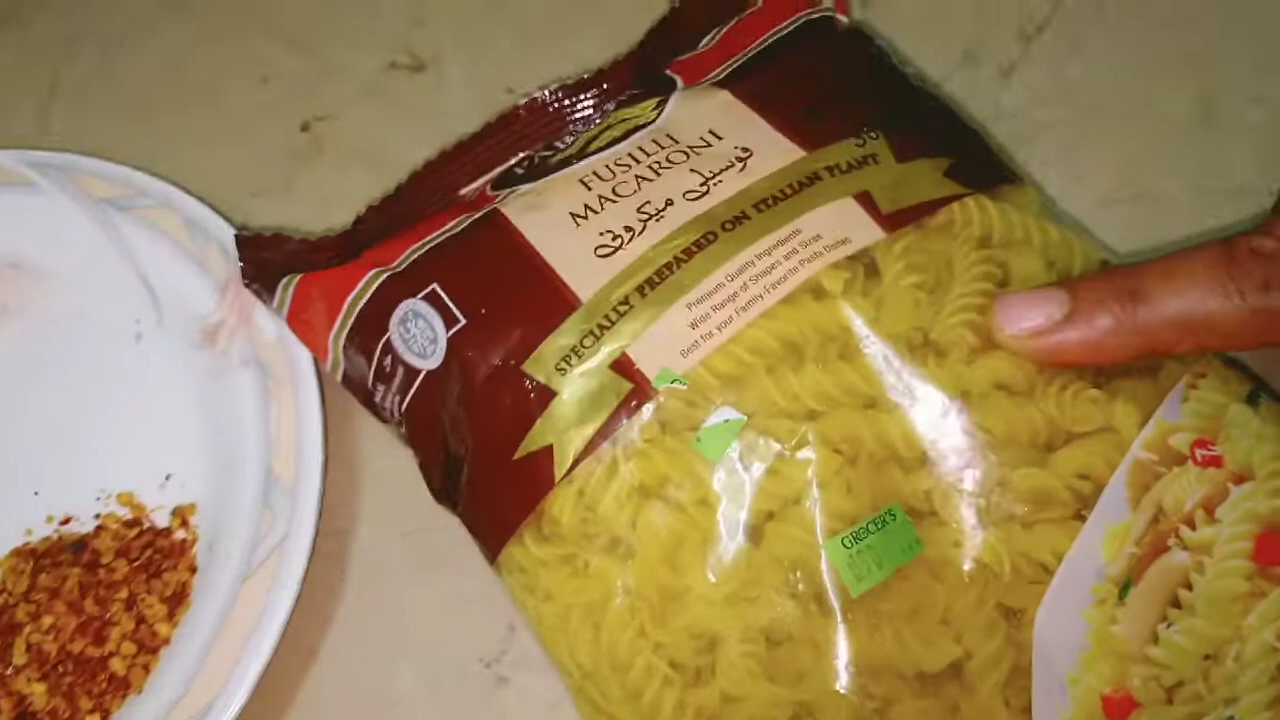 FUSILLI
MACARONI
فوسیلی میکرونی
SPECIALLY PREPARED ON ITALIAN PLANT
Premium Quality Ingredients
Wide Range of Shapes and Sizes
Best for your Family-Favorite Pasta Dishes
GROCER'S